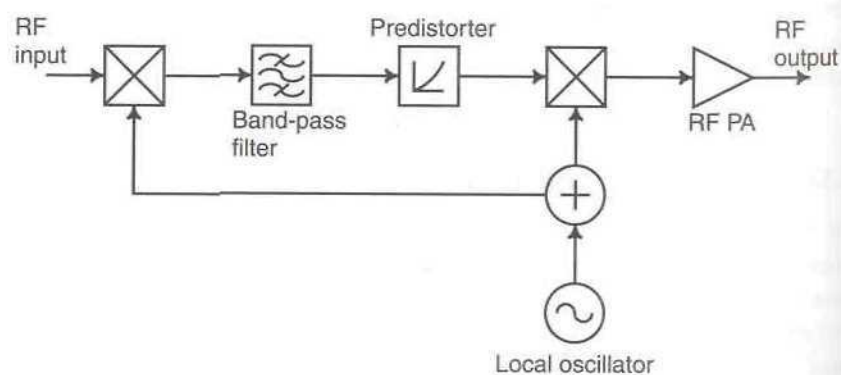 RF
input
Predistorter
RF
output
Band-pass
filter
RF PA
+
Local oscillator